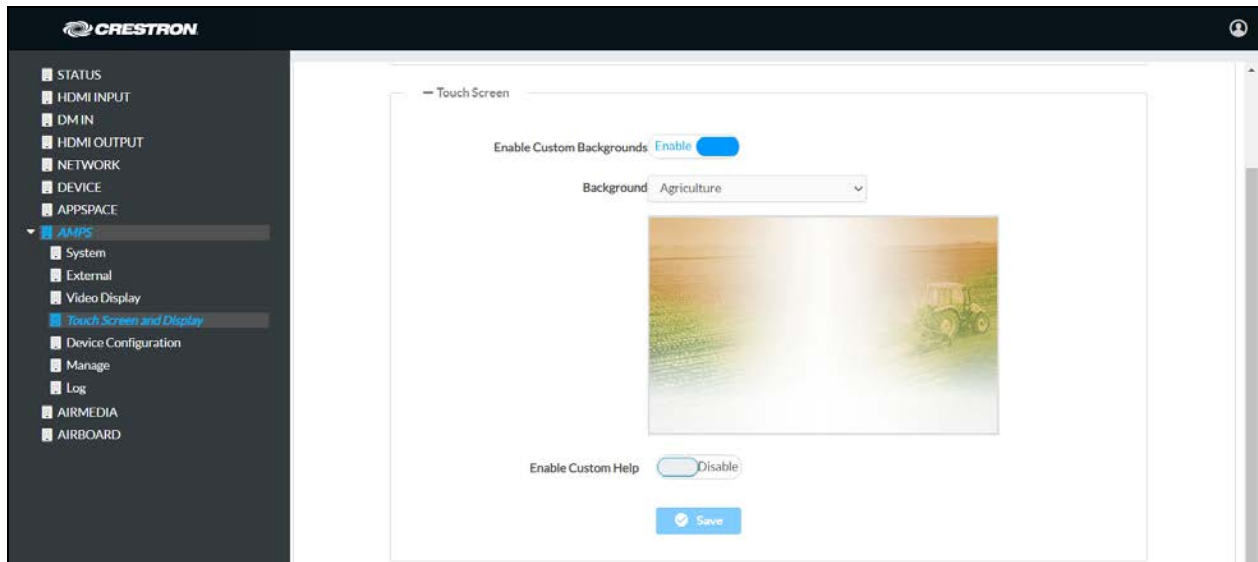 CRESTRON
STATUS
HDMI INPUT
DM IN
HDMI OUTPUT
NETWORK
DEVICE
APPSPACE
AMPS
System
External
Video Display
Touch Screen and Display
Device Configuration
Manage
Log
AIRMEDIA
AIRBOARD
Touch Screen
Enable Custom Backgrounds Enable
Background Agriculture
Enable Custom Help Disable
Save